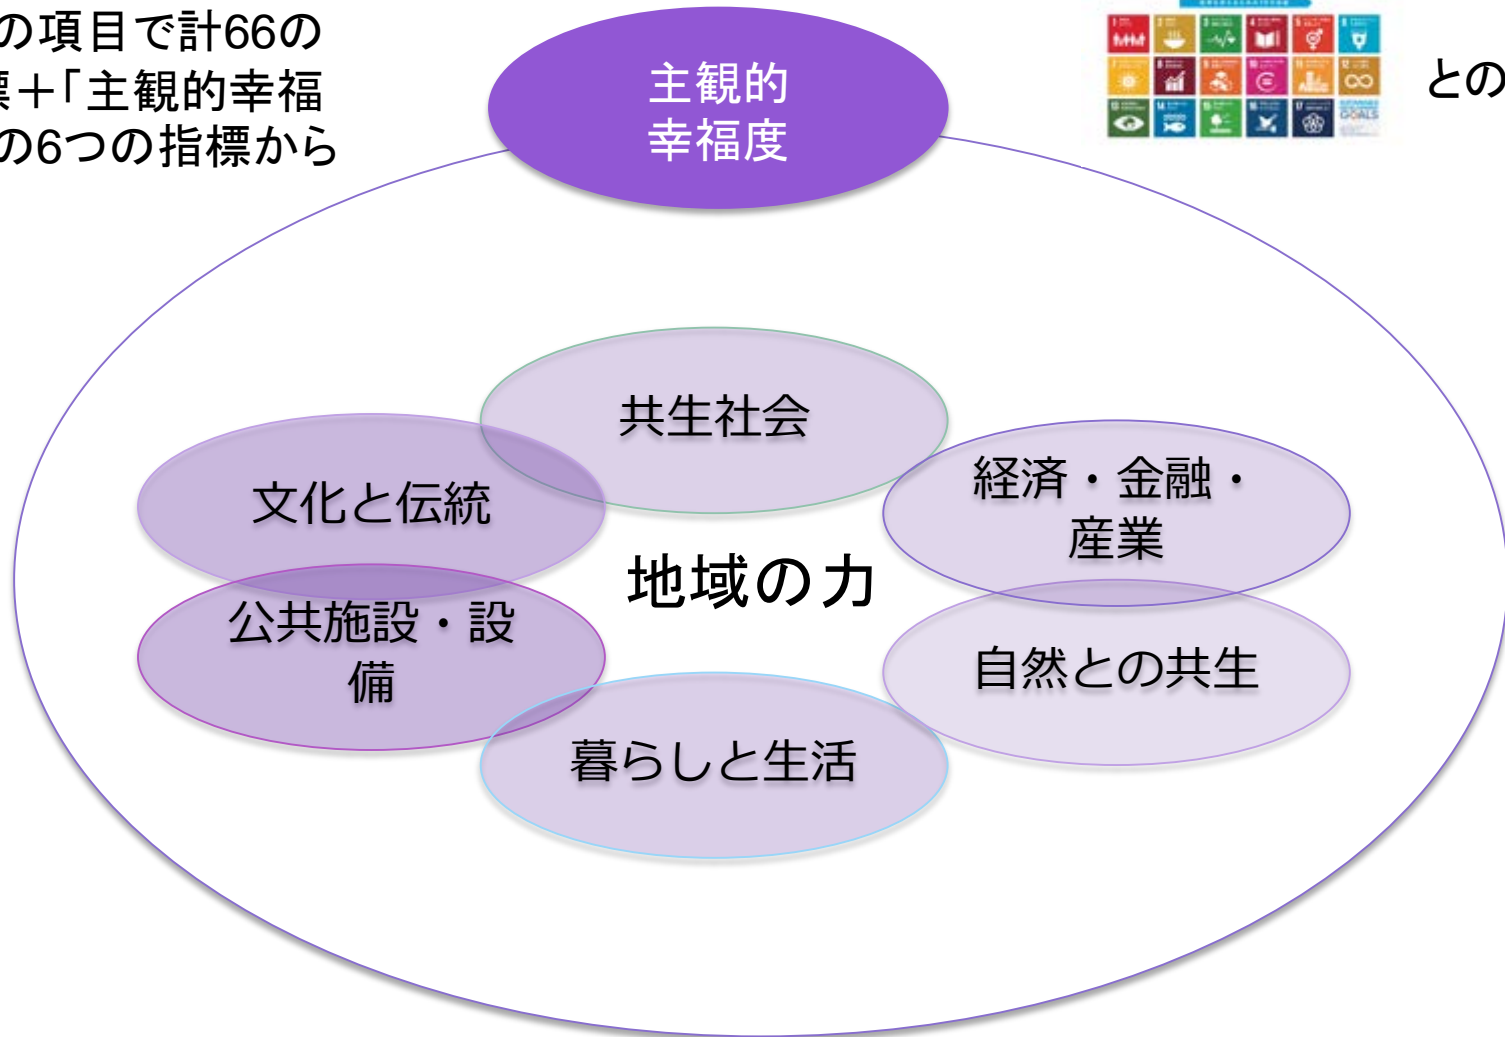 の項目で計66の
標+「主観的幸福
の6つの指標から
主観的
幸福度
GOALS
との
共生社会
文化と伝統
経済・金融・
産業
地域の力
公共施設・設
備
自然との共生
暮らしと生活